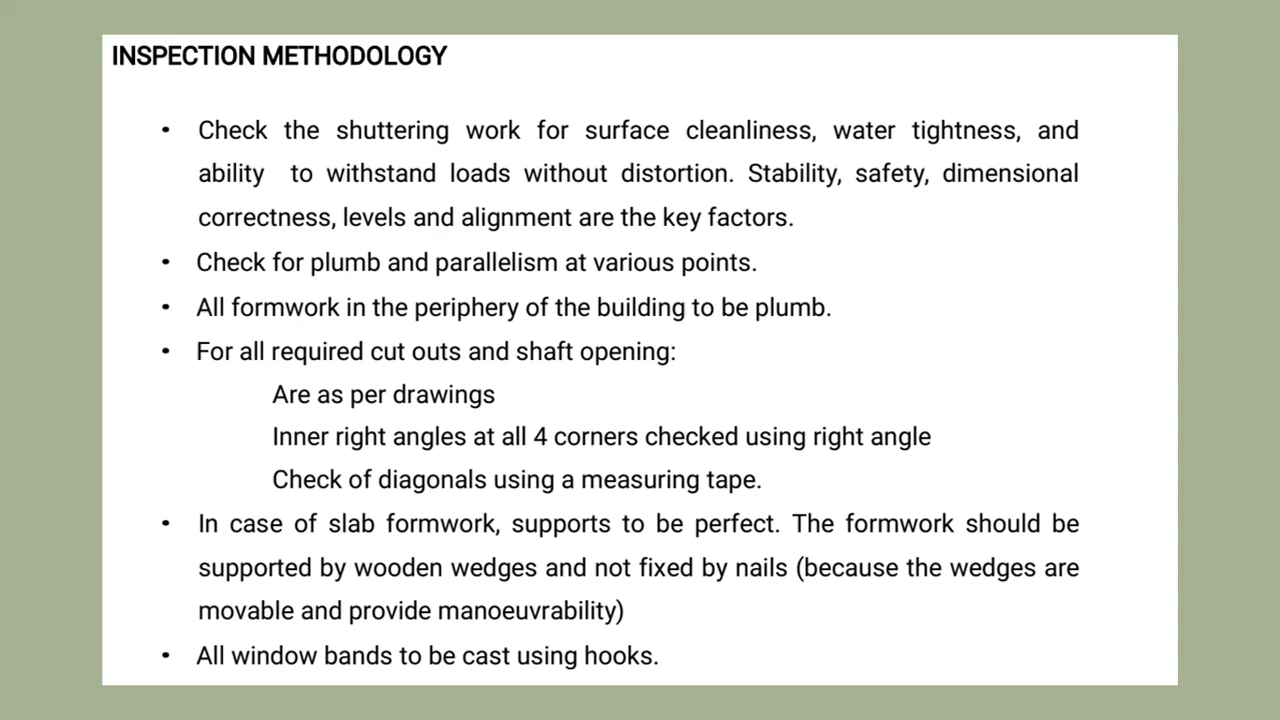 INSPECTION METHODOLOGY
• Check the shuttering work for surface cleanliness, water tightness, and
ability to withstand loads without distortion. Stability, safety, dimensional
correctness, levels and alignment are the key factors.
• Check for plumb and parallelism at various points.
• All formwork in the periphery of the building to be plumb.
• For all required cut outs and shaft opening:
Are as per drawings
Inner right angles at all 4 corners checked using right angle
Check of diagonals using a measuring tape.
• In case of slab formwork, supports to be perfect. The formwork should be
supported by wooden wedges and not fixed by nails (because the wedges are
movable and provide manoeuvrability)
• All window bands to be cast using hooks.